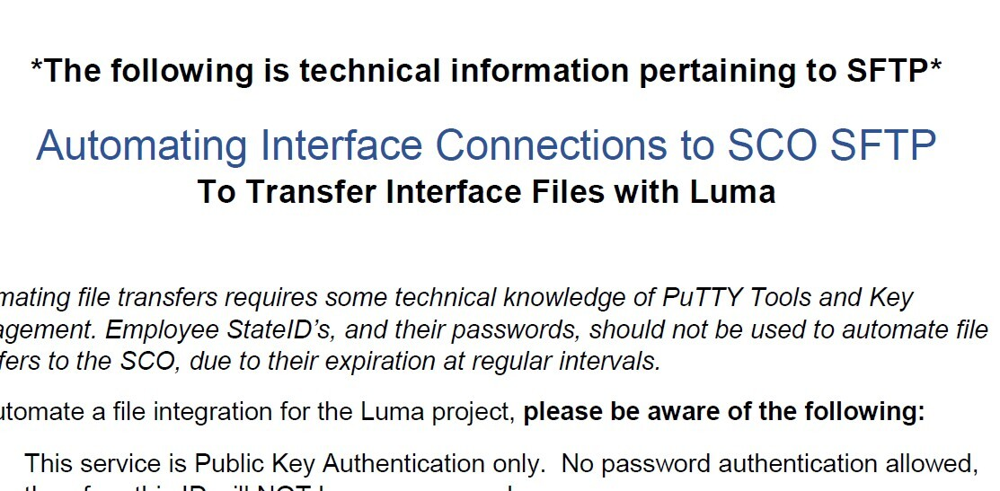 *The following is technical information pertaining to SFTP*
Automating Interface Connections to SCO SFTP
To Transfer Interface Files with Luma
mating file transfers requires some technical knowledge of PuTTY Tools and Key
agement. Employee StateID’s, and their passwords, should not be used to automate file
fers to the SCO, due to their expiration at regular intervals.
utomate a file integration for the Luma project, please be aware of the following:
This service is Public Key Authentication only. No password authentication allowed,